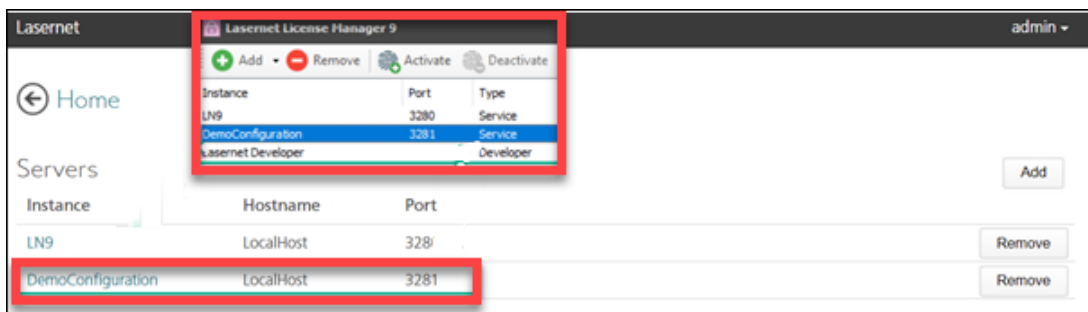 Lasernet
Lasernet License Manager 9
admin
Add Remove Activate Deactivate
Instance Port Type
LN9 3280 Service
DemoConfiguration 3281 Service
Lasernet Developer Developer
Home
Servers
Add
Instance Hostname Port
LN9 LocalHost
Remove
DemoConfiguration LocalHost 3281
Remove